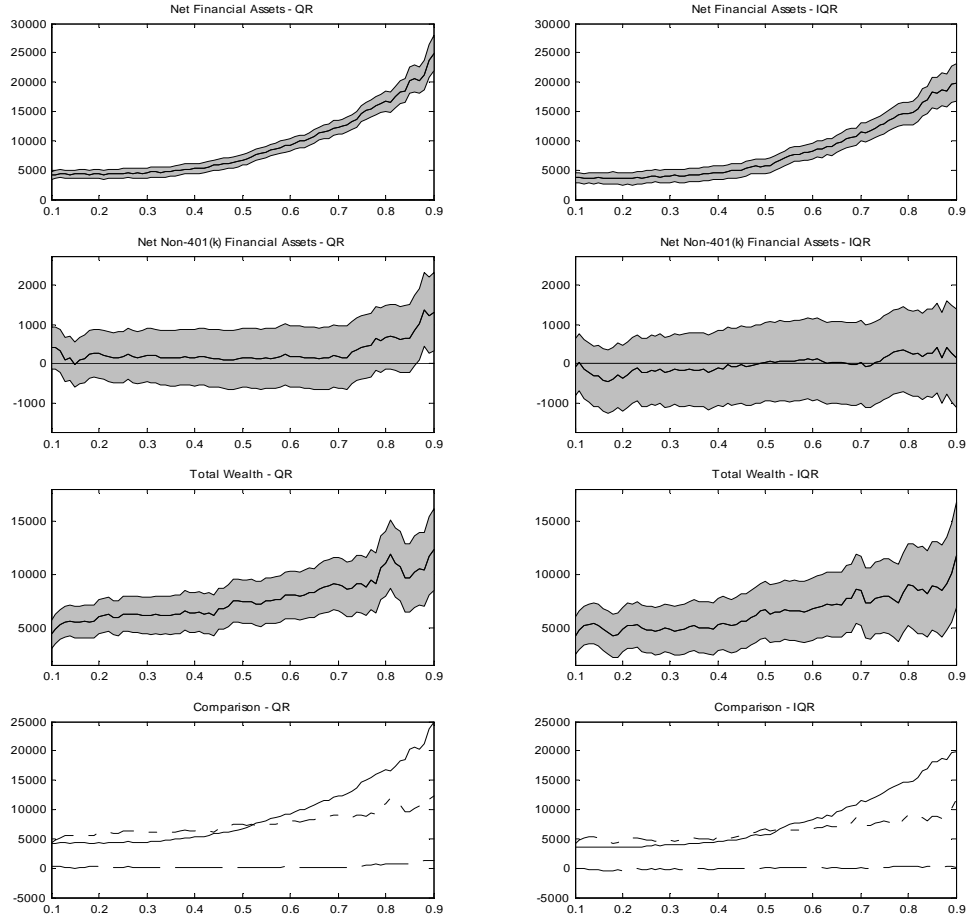 Net Financial Assets - QR
30000
25000
20000
15000
10000
5000
0
0.1 0.2 0.3 0.4 0.5 0.6 0.7 0.8 0.9
Net Financial Assets - IQR
30000
25000
20000
15000
10000
5000
0
0.1 0.2 0.3 0.4 0.5 0.6 0.7 0.8 0.9
Net Non-401(k) Financial Assets - QR
2000
1000
0
-1000
0.1 0.2 0.3 0.4 0.5 0.6 0.7 0.8 0.9
Net Non-401(k) Financial Assets - IQR
2000
1000
0
-1000
0.1 0.2 0.3 0.4 0.5 0.6 0.7 0.8 0.9
Total Wealth - QR
15000
10000
5000
0.1 0.2 0.3 0.4 0.5 0.6 0.7 0.8 0.9
Total Wealth - IQR
15000
10000
5000
0.1 0.2 0.3 0.4 0.5 0.6 0.7 0.8 0.9
Comparison - QR
25000
20000
15000
10000
5000
0
-5000
0.1 0.2 0.3 0.4 0.5 0.6 0.7 0.8 0.9
Comparison - IQR
25000
20000
15000
10000
5000
0
-5000
0.1 0.2 0.3 0.4 0.5 0.6 0.7 0.8 0.9